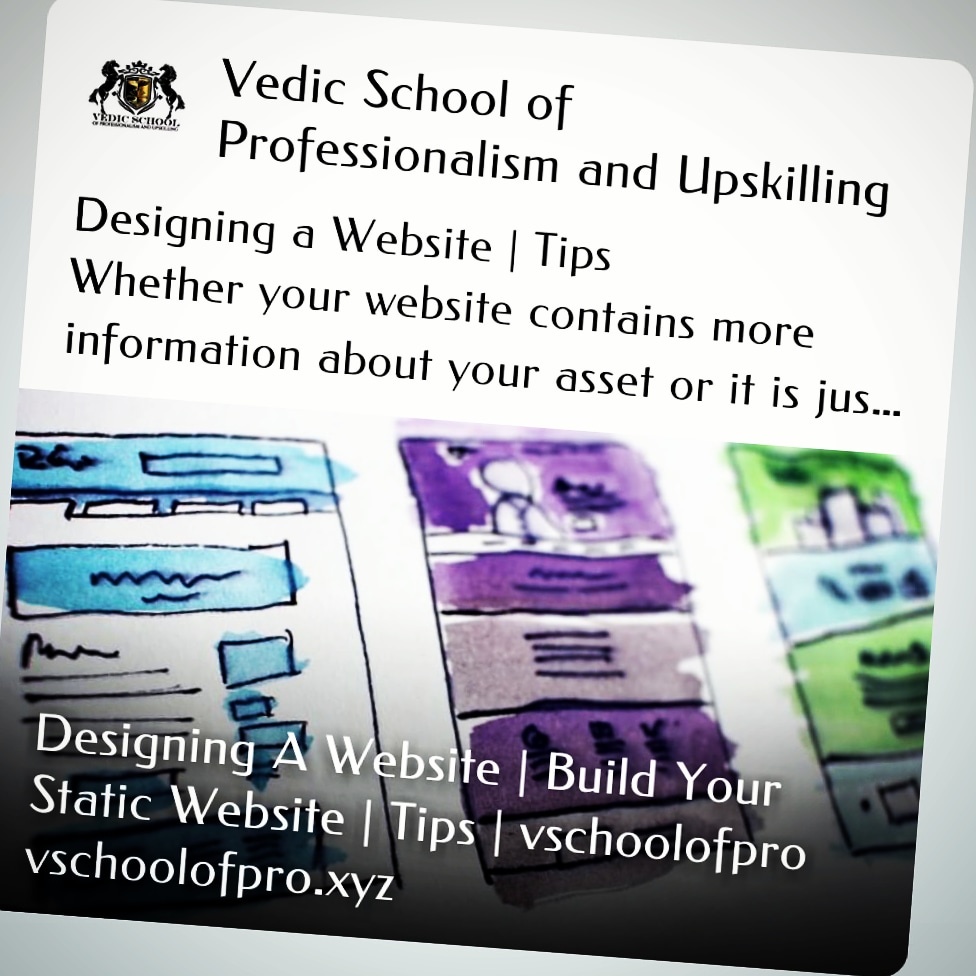 VEDIC SCHOOL
OF PROFESSIONALISM AND UPSKILLING
Vedic School of
Professionalism and Upskilling
Designing a Website | Tips
Whether your website contains more
information about your asset or it is jus...
Designing A Website | Build Your
Static Website | Tips | vschoolofpro
vschoolofpro.xyz